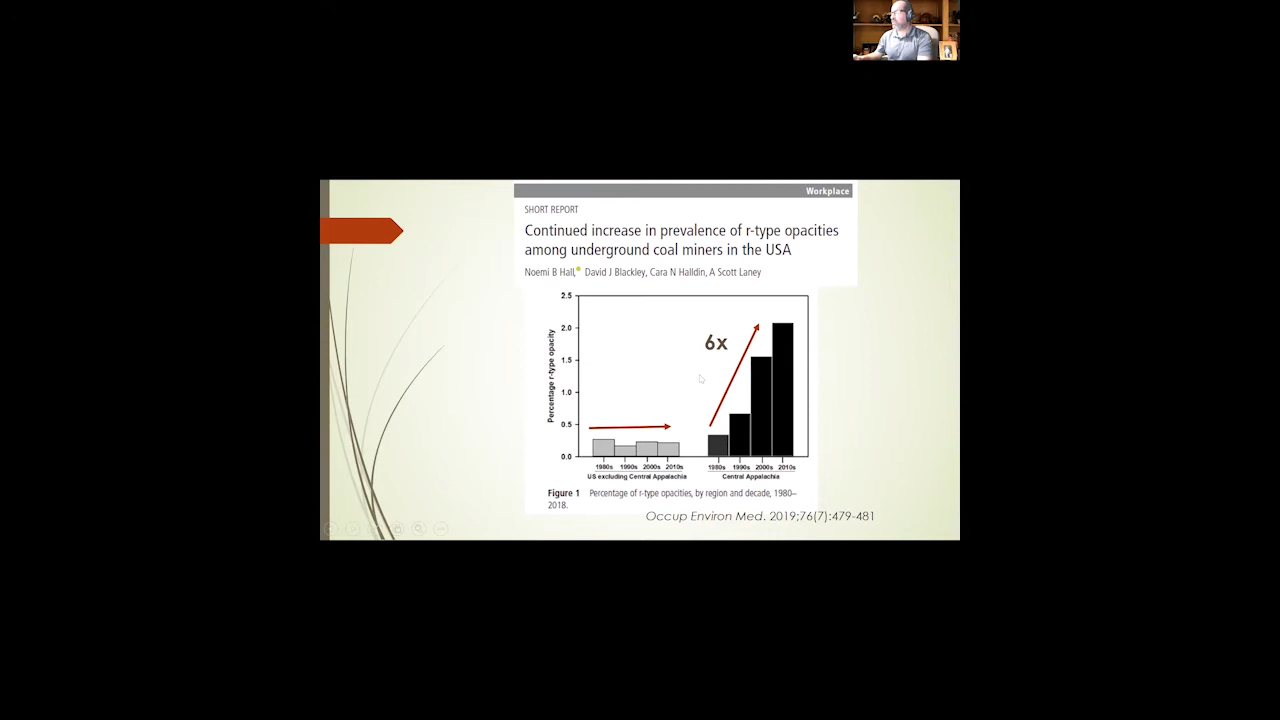 Workplace
SHORT REPORT
Continued increase in prevalence of r-type opacities
among underground coal miners in the USA
Noemi B Hall, David J Blackley, Cara N Halldin, A Scott Laney
2.5
2.0
1.5
1.0
0.5
0.0
Percentage r-type opacity
6x
1980s 1990s 2000s 2010s
US excluding Central Appalachia
1980s 1990s 2000s 2010s
Central Appalachia
Figure 1 Percentage of r-type opacities, by region and decade, 1980–
2018.
Occup Environ Med. 2019;76(7):479-481